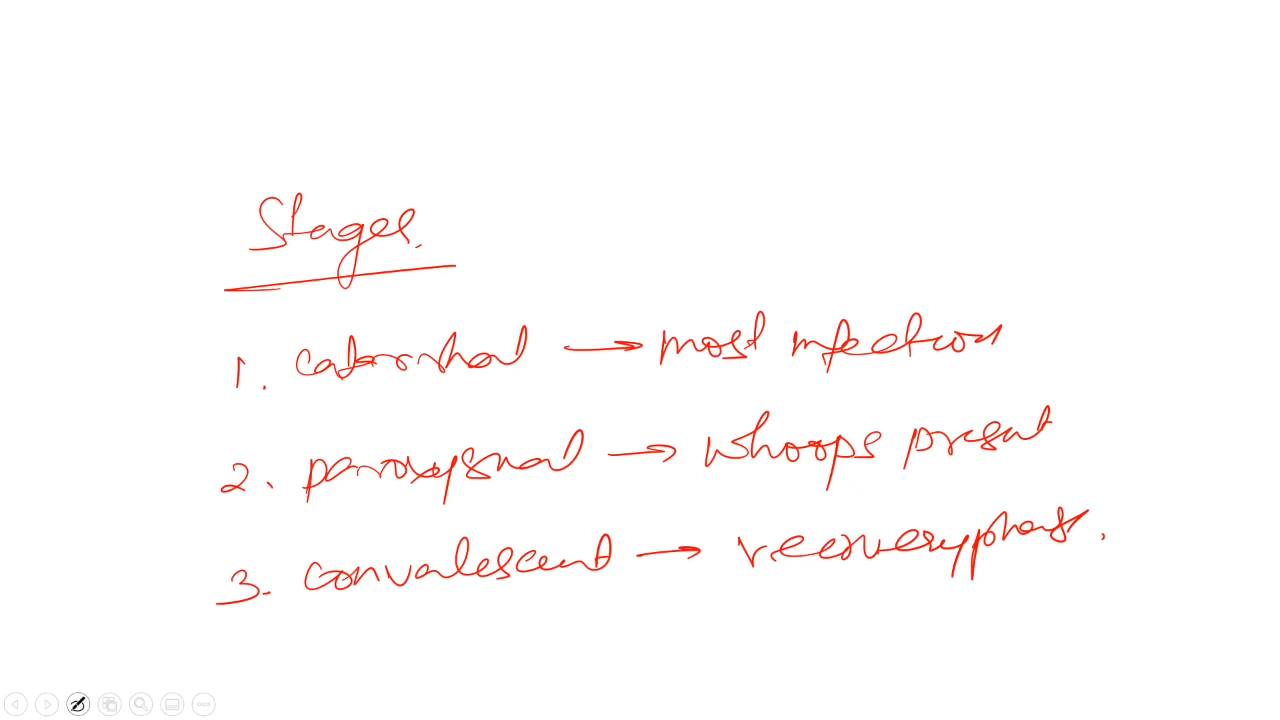 Stages.
1. catarrhal → most infectious
2. paroxysmal → whoops present
3. convalescent → recovery phase.